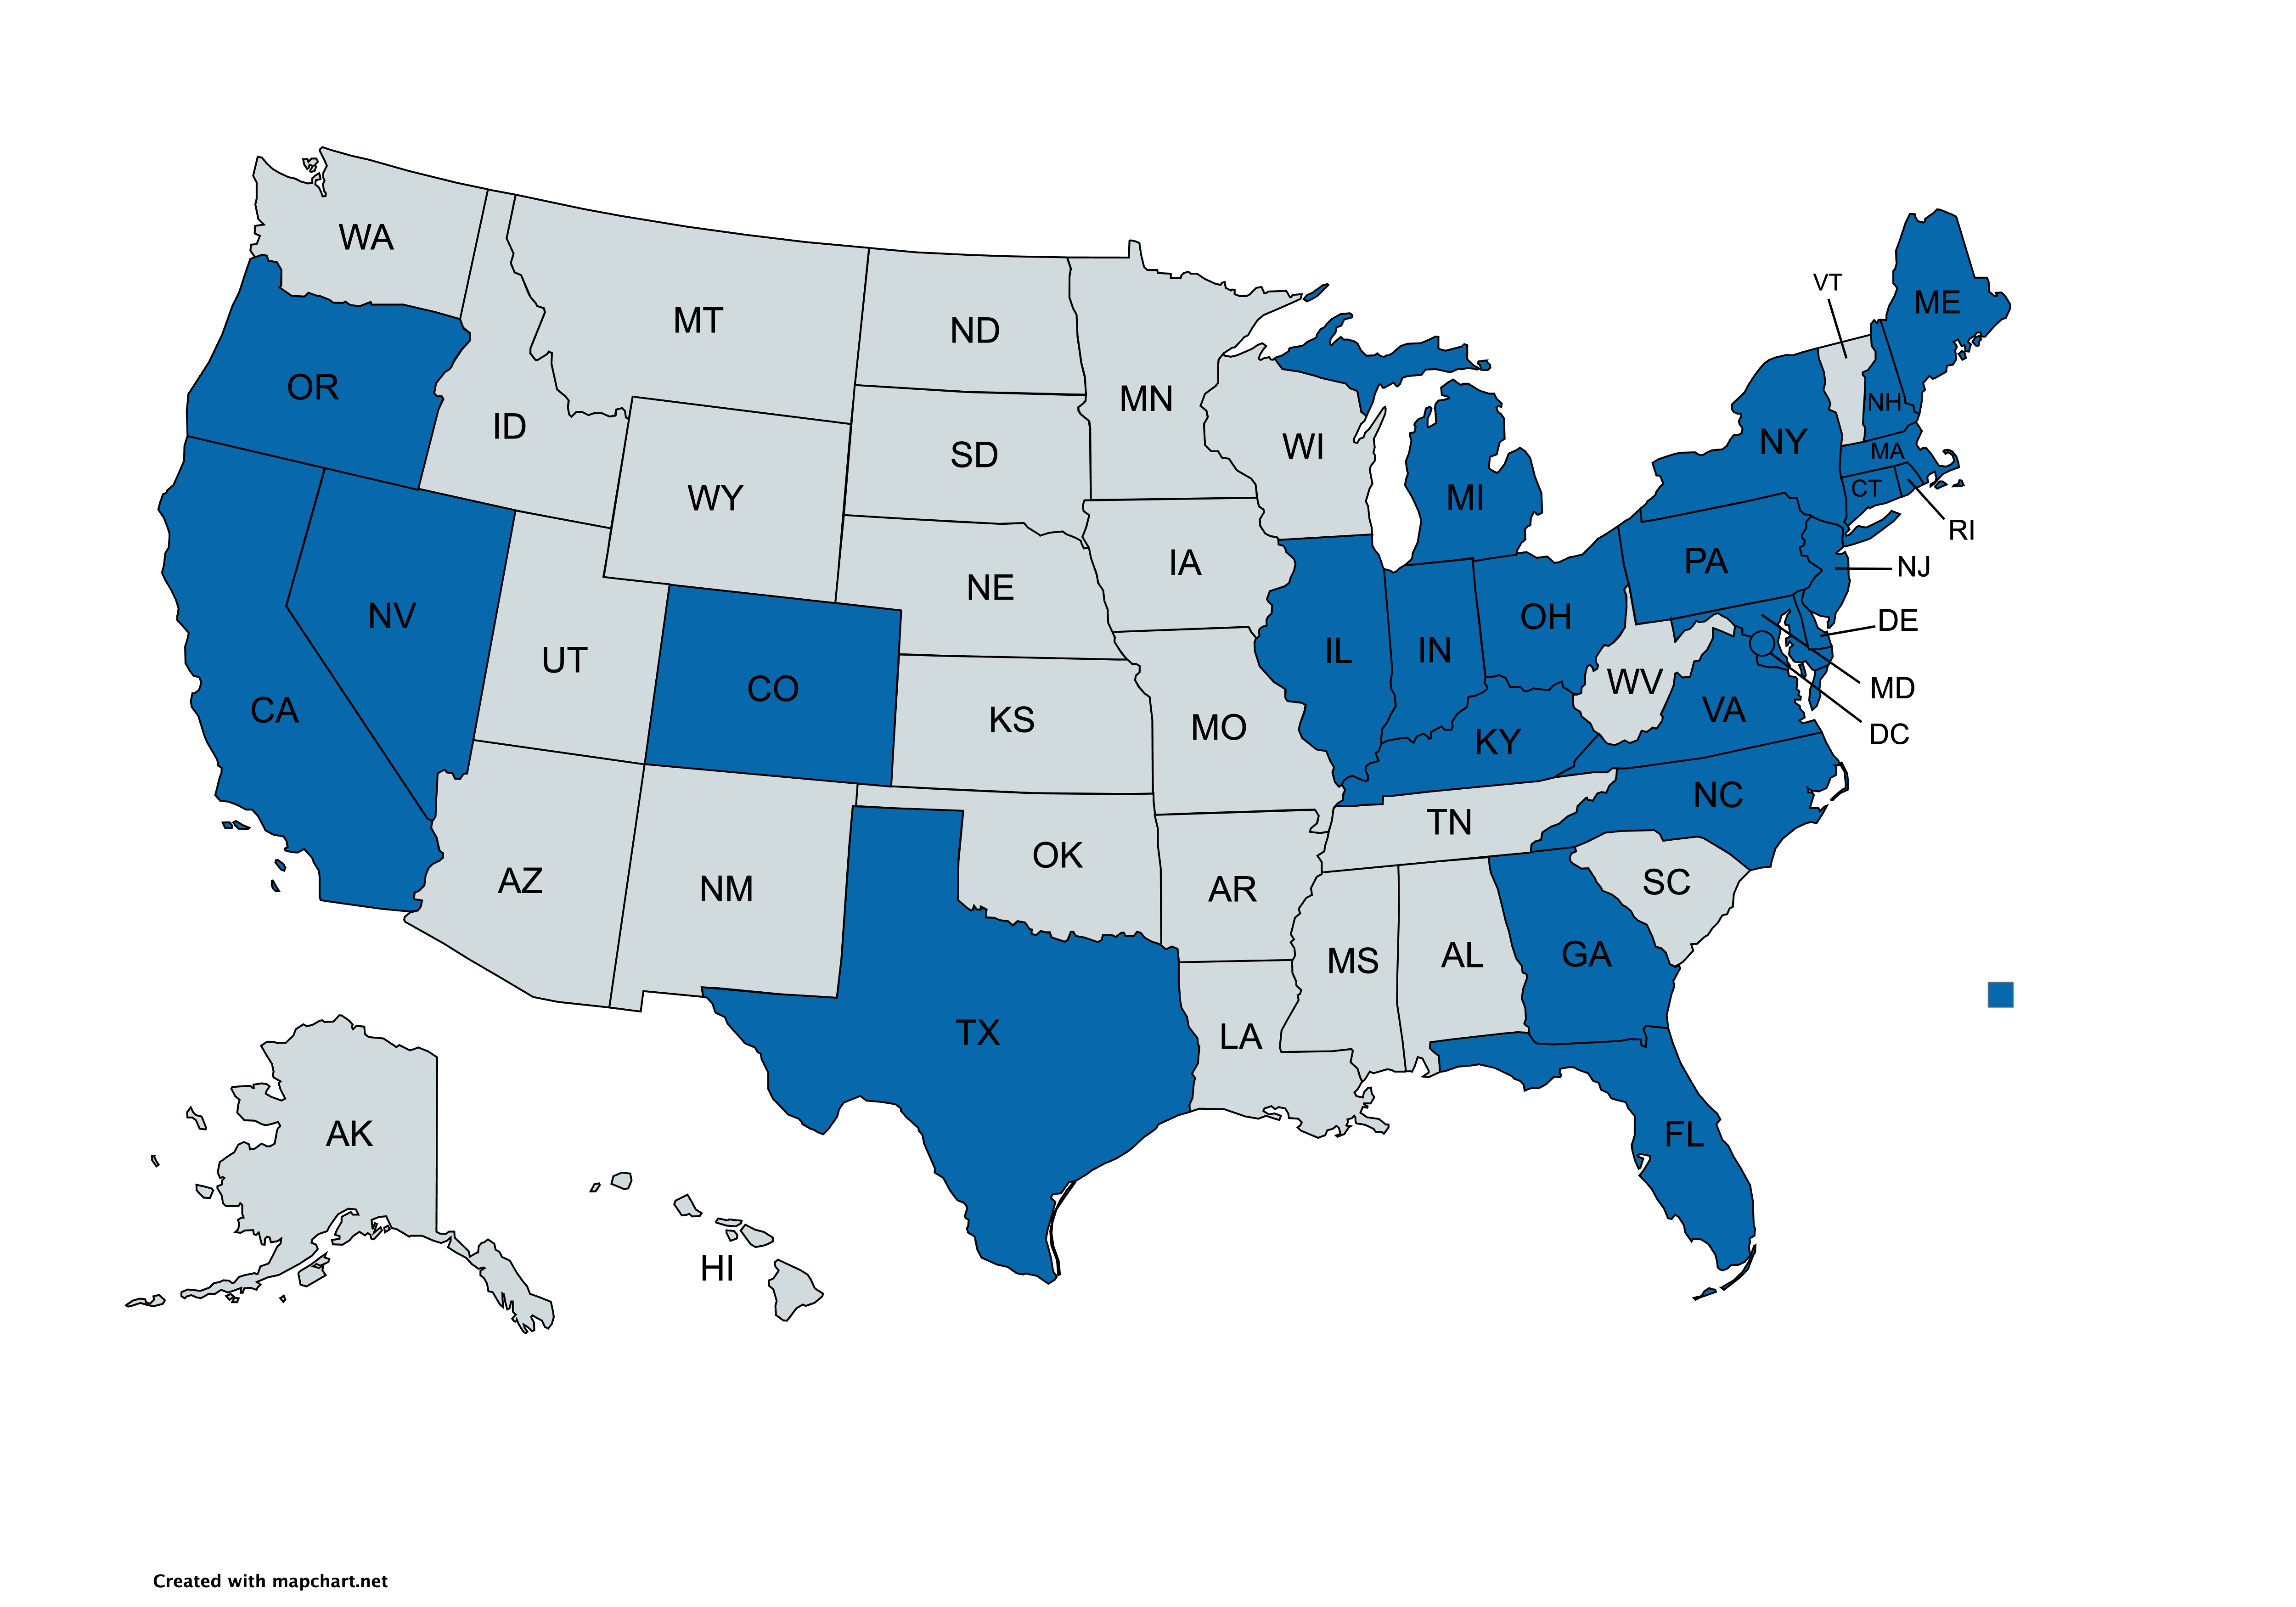 WA
VT
ME
MT
ND
OR
MN
ID
NH
NY
WI
MA
SD
CT
WY
MI
RI
IA
PA
NJ
NE
NV
OH
DE
UT
IL
IN
WV
MD
CO
CA
VA
KS
MO
DC
KY
NC
TN
OK
AZ
NM
AR
SC
GA
AL
MS
TX
LA
AK
FL
HI
Created with mapchart.net